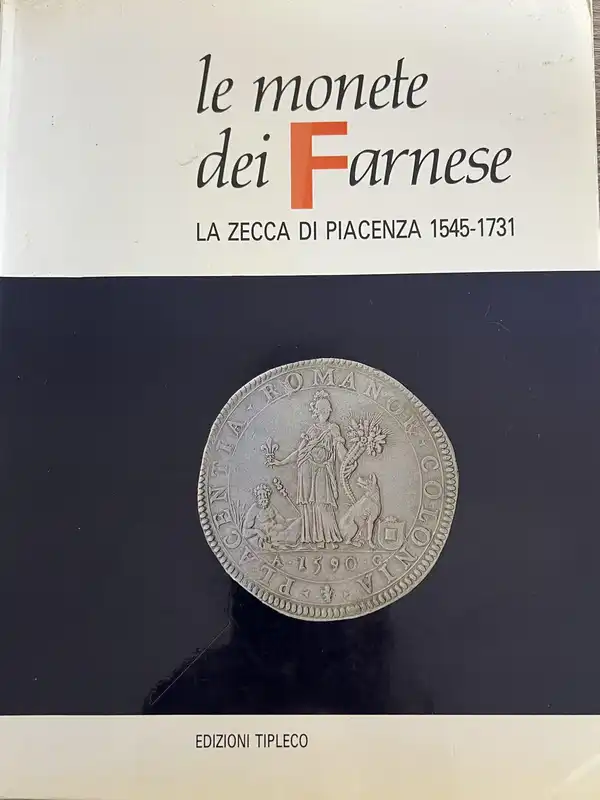 le monete
dei Farnese
LA ZECCA DI PIACENZA 1545-1731
PLACENTIA · ROMANOR · COLONIA
· 1590 ·
EDIZIONI TIPLECO